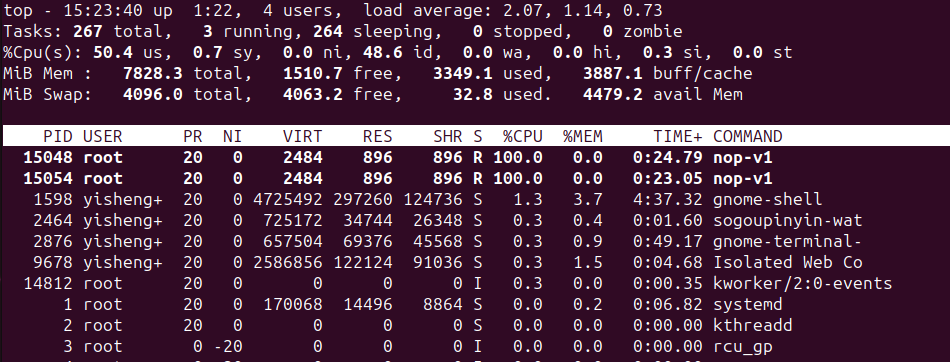 top - 15:23:40 up  1:22,  4 users,  load average: 2.07, 1.14, 0.73
Tasks: 267 total,   3 running, 264 sleeping,   0 stopped,   0 zombie
%Cpu(s): 50.4 us,  0.7 sy,  0.0 ni, 48.6 id,  0.0 wa,  0.0 hi,  0.3 si,  0.0 st
MiB Mem :   7828.3 total,   1510.7 free,   3349.1 used,   3887.1 buff/cache
MiB Swap:   4096.0 total,   4063.2 free,     32.8 used.   4479.2 avail Mem
PID USER      PR  NI    VIRT    RES    SHR S  %CPU  %MEM     TIME+ COMMAND
15048 root      20   0    2484    896    896 R 100.0   0.0   0:24.79 nop-v1
15054 root      20   0    2484    896    896 R 100.0   0.0   0:23.05 nop-v1
1598 yisheng+  20   0 4725492 297260 124736 S   1.3   3.7   4:37.32 gnome-shell
2464 yisheng+  20   0  725172  34744  26348 S   0.3   0.4   0:01.60 sogoupinyin-wat
2876 yisheng+  20   0  657504  69376  45568 S   0.3   0.9   0:49.17 gnome-terminal-
9678 yisheng+  20   0 2586856 122124  91036 S   0.3   1.5   0:04.68 Isolated Web Co
14812 root      20   0       0      0      0 I   0.3   0.0   0:00.35 kworker/2:0-events
1 root      20   0  170068  14496   8864 S   0.0   0.2   0:06.82 systemd
2 root      20   0       0      0      0 S   0.0   0.0   0:00.00 kthreadd
3 root       0 -20       0      0      0 I   0.0   0.0   0:00.00 rcu_gp